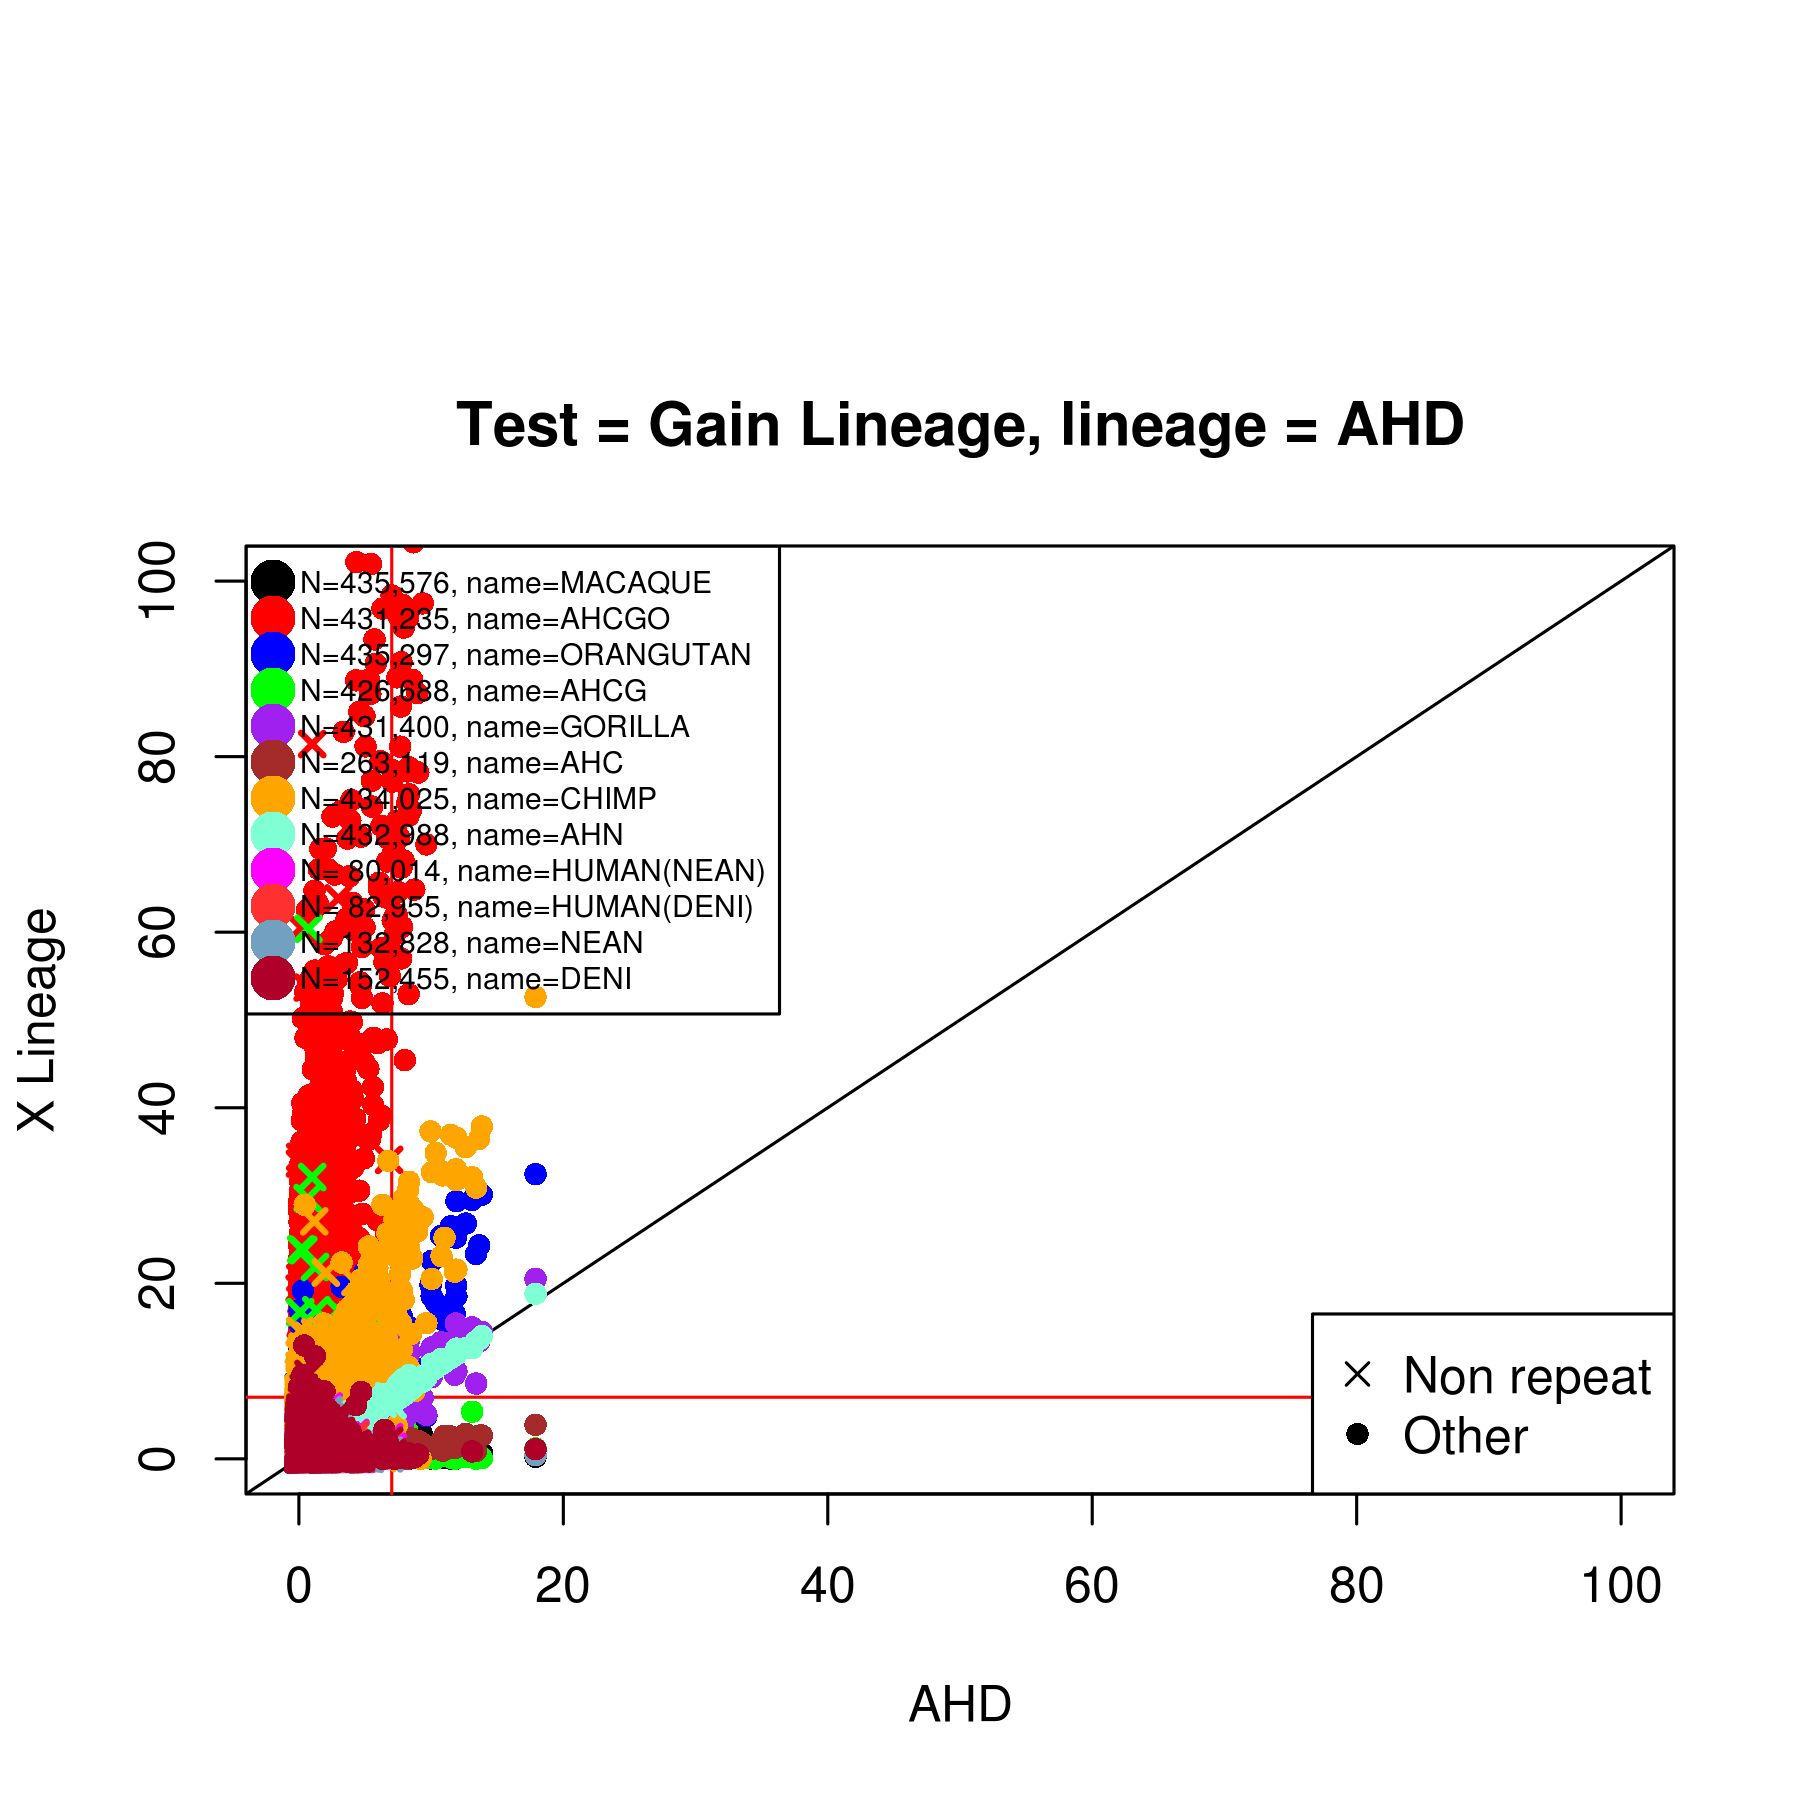 Test = Gain Lineage, lineage = AHD
X Lineage
100
80
60
40
20
0
N=435,576, name=MACAQUE
N=431,235, name=AHCGO
N=435,297, name=ORANGUTAN
N=426,688, name=AHCG
N=431,400, name=GORILLA
N=263,119, name=AHC
N=434,025, name=CHIMP
N=432,988, name=AHN
N= 80,014, name=HUMAN(NEAN)
N= 82,955, name=HUMAN(DENI)
N=132,828, name=NEAN
N=152,455, name=DENI
Non repeat
Other
0 20 40 60 80 100
AHD